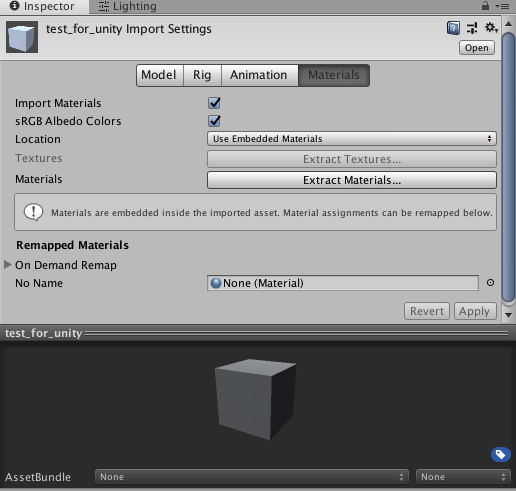 Inspector
Lighting
test_for_unity Import Settings
Open
Model Rig Animation Materials
Import Materials
sRGB Albedo Colors
Location Use Embedded Materials
Textures Extract Textures...
Materials Extract Materials...
Materials are embedded inside the imported asset. Material assignments can be remapped below.
Remapped Materials
On Demand Remap
No Name None (Material)
Revert Apply
test_for_unity
AssetBundle None None